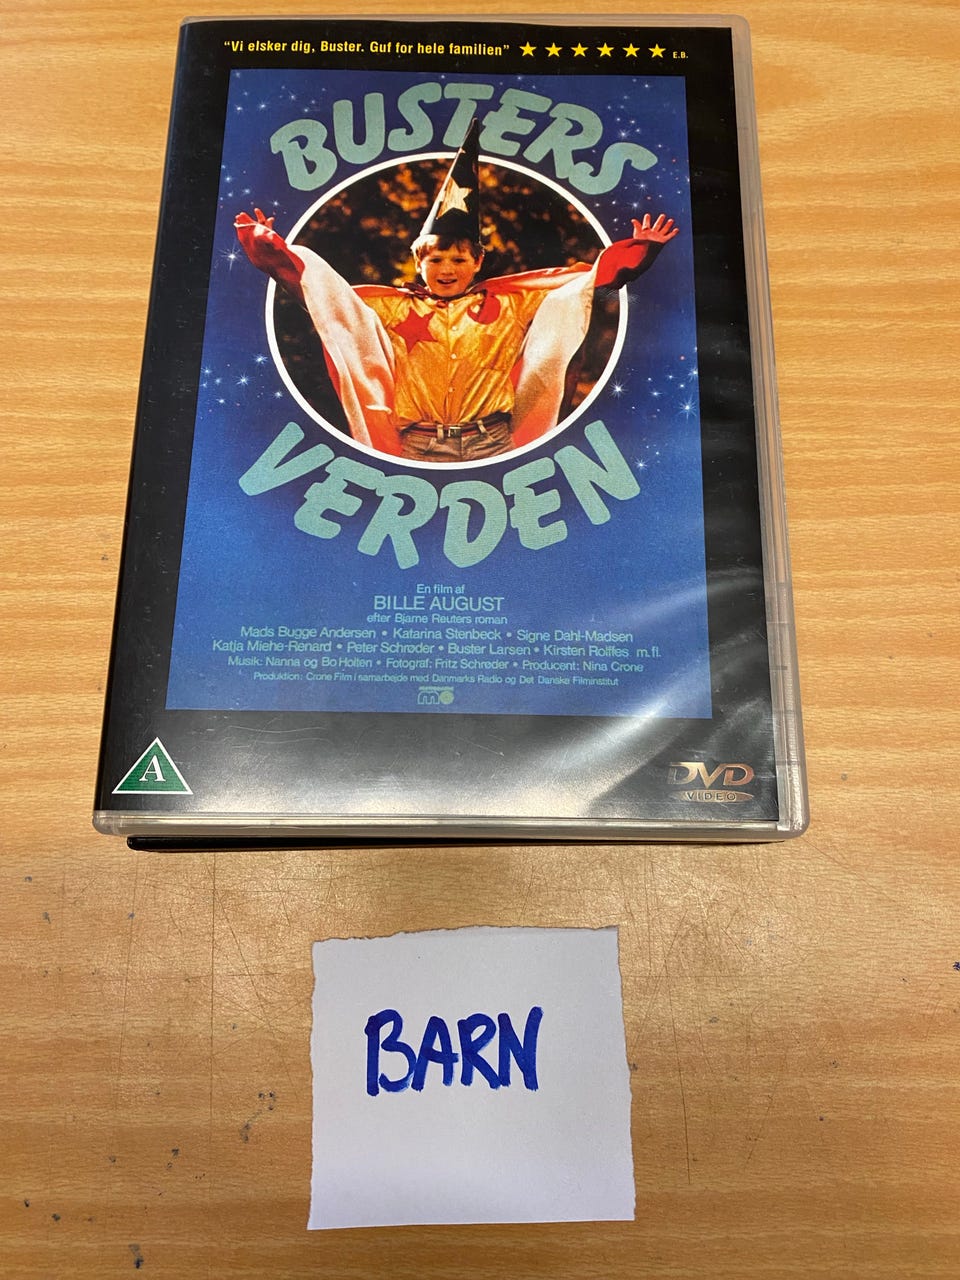 "Vi elsker dig, Buster. Guf for hele familien" ★ ★ ★ ★ ★ ★ E.B.
BUSTERS
VERDEN
En film af
BILLE AUGUST
efter Bjarne Reuters roman
Mads Bugge Andersen • Katarina Stenbeck • Signe Dahl-Madsen
Katja Miehe-Renard • Peter Schrøder • Buster Larsen • Kirsten Rolffes m.fl.
Musik: Nanna og Bo Holten • Fotograf: Fritz Schrøder • Producent: Nina Crone
Produktion: Crone Film i samarbejde med Danmarks Radio og Det Danske Filminstitut
A
DVD
VIDEO
BARN